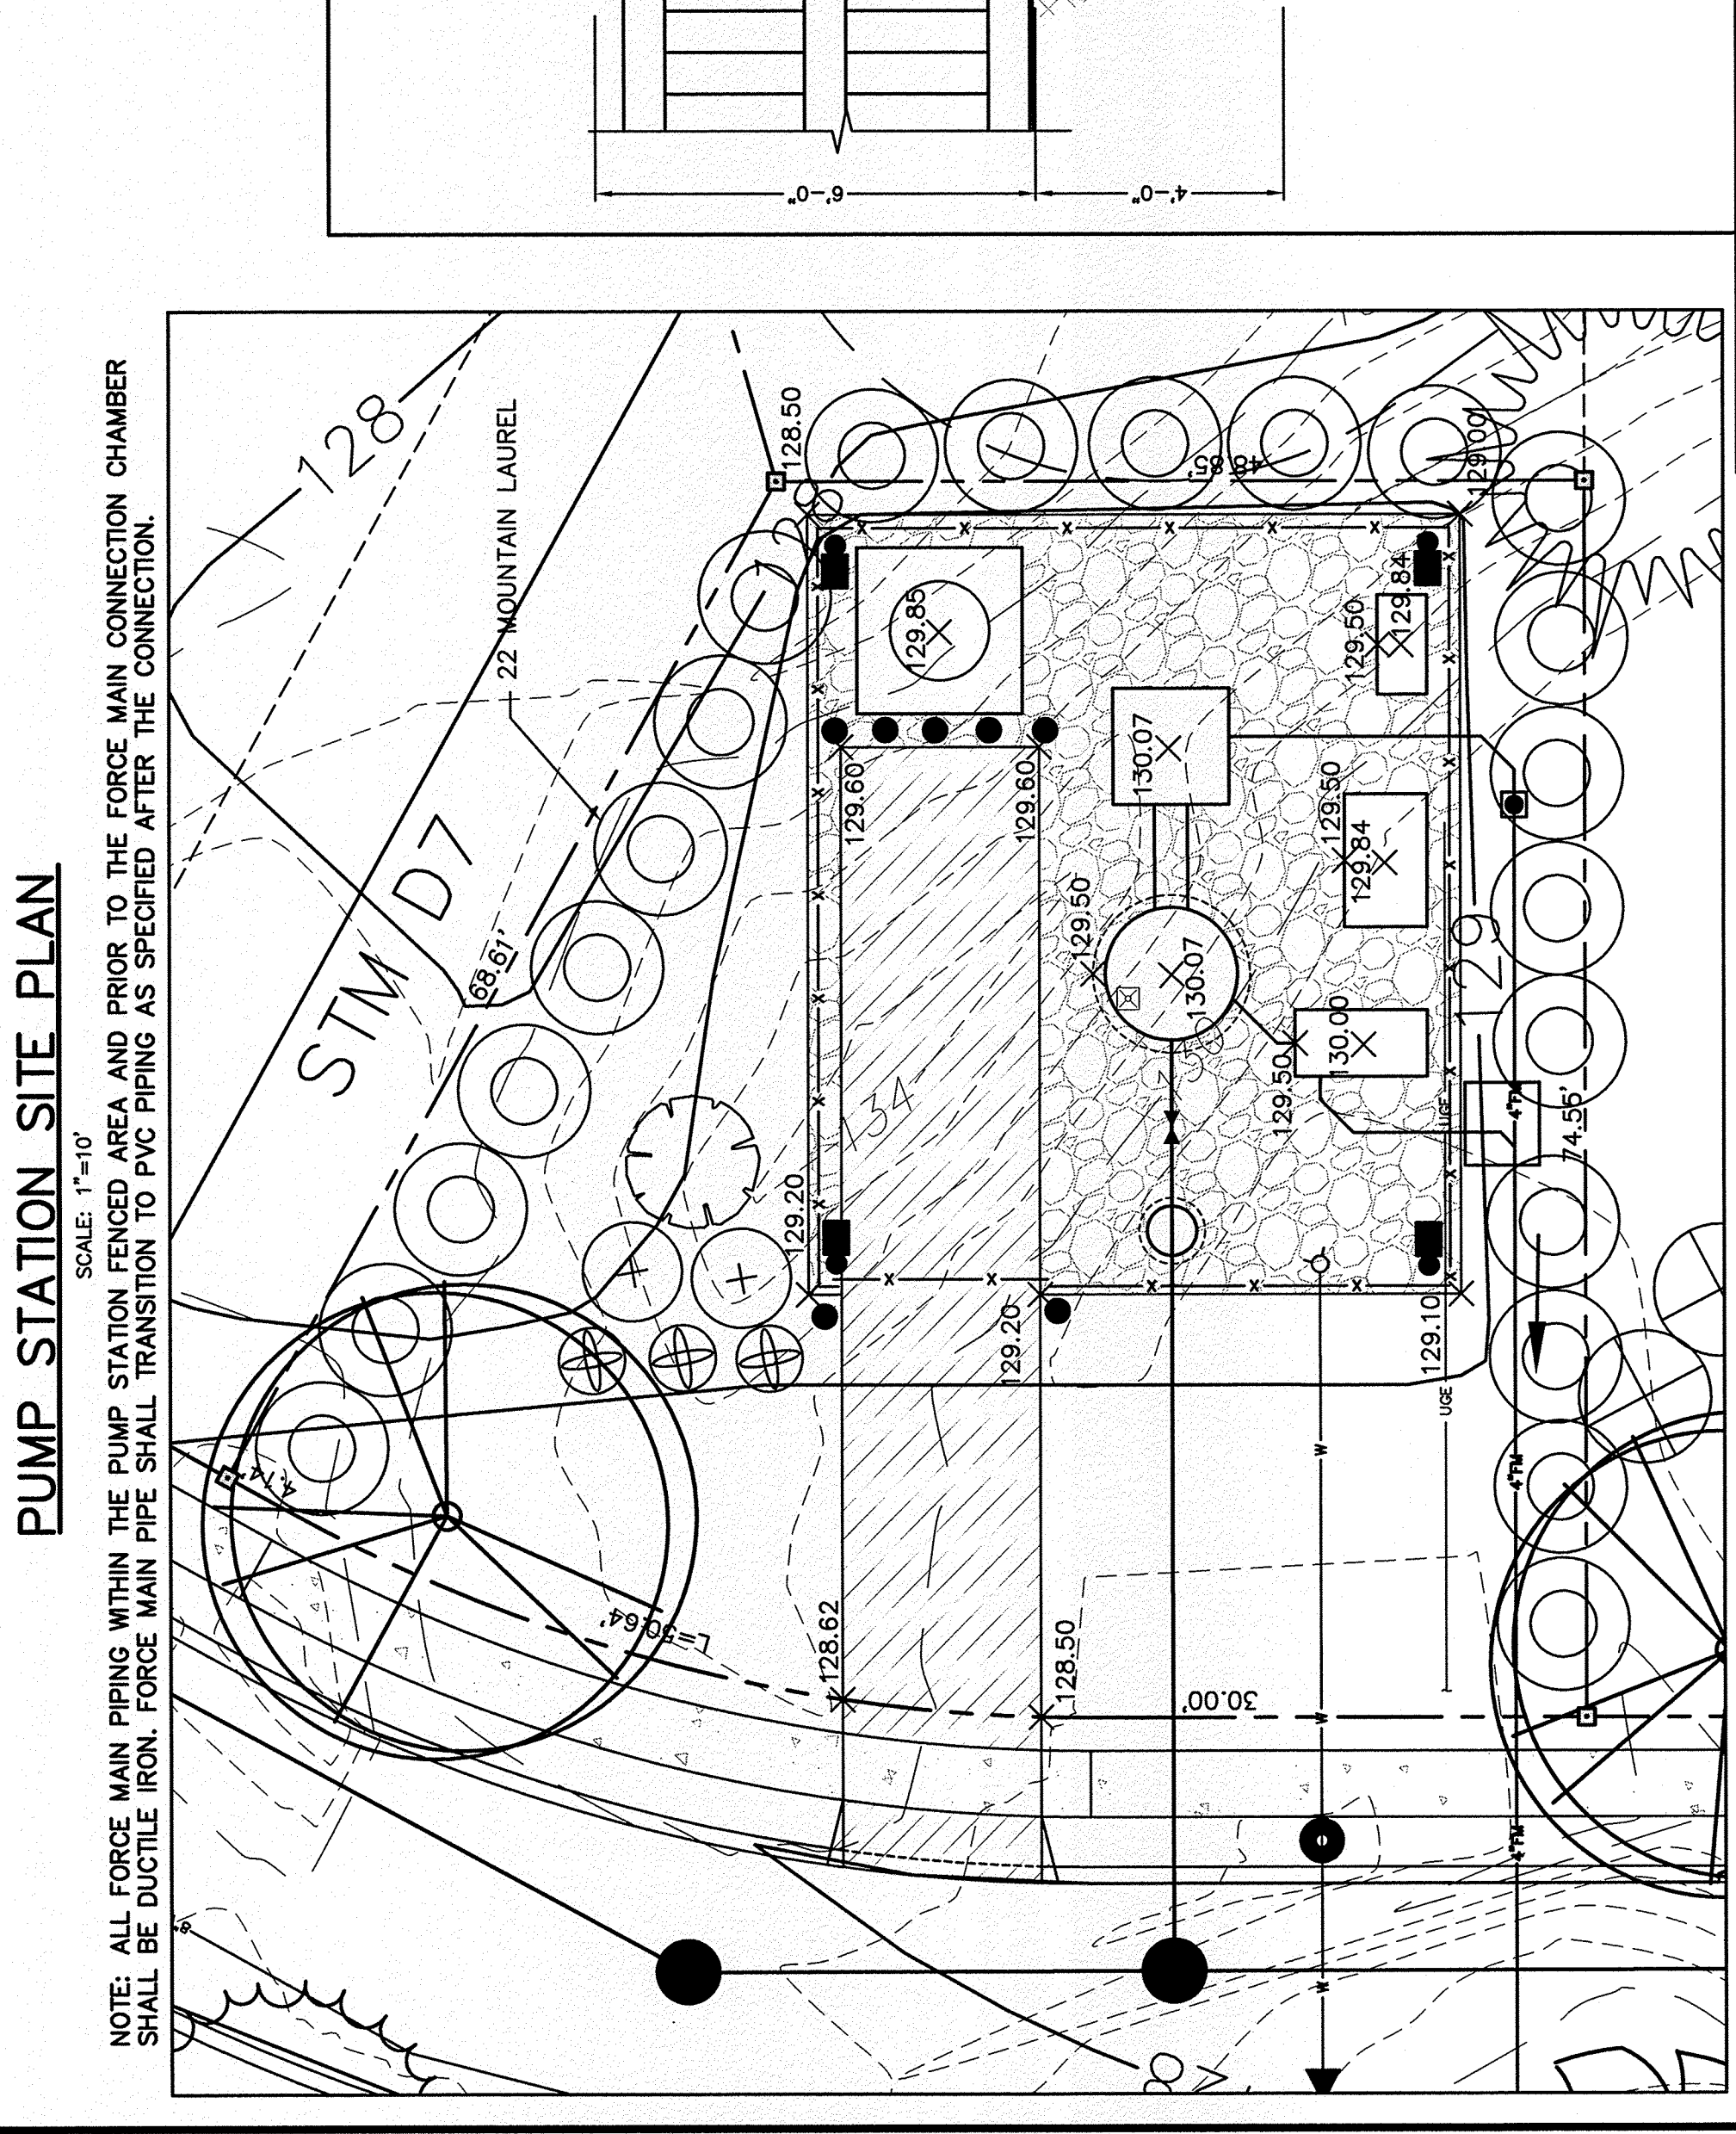 PUMP STATION SITE PLAN
SCALE: 1"=10'
NOTE: ALL FORCE MAIN PIPING WITHIN THE PUMP STATION FENCED AREA AND PRIOR TO THE FORCE MAIN CONNECTION CHAMBER
SHALL BE DUCTILE IRON. FORCE MAIN PIPE SHALL TRANSITION TO PVC PIPING AS SPECIFIED AFTER THE CONNECTION.
128
STM D7
22 MOUNTAIN LAUREL
68.61'
4.14'
L=50.64'
128.50
48.85'
129.00
129.85
129.60
129.60
130.07
129.50
129.84
129.50
129.84
129.50
130.07
130.00
129.50
134
129.20
129.20
129.10
129
74.55'
128.62
128.50
30.00'
UGE
UGE
W
W
W
4"FM
4"FM
4"FM
6'-0"
4'-0"